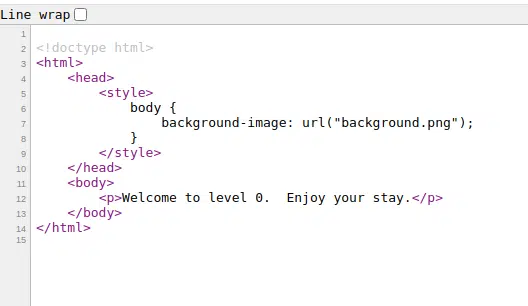 Line wrap
1
2 <!doctype html>
3 <html>
4     <head>
5         <style>
6             body {
7                 background-image: url("background.png");
8             }
9         </style>
10     </head>
11     <body>
12         <p>Welcome to level 0.  Enjoy your stay.</p>
13     </body>
14 </html>
15